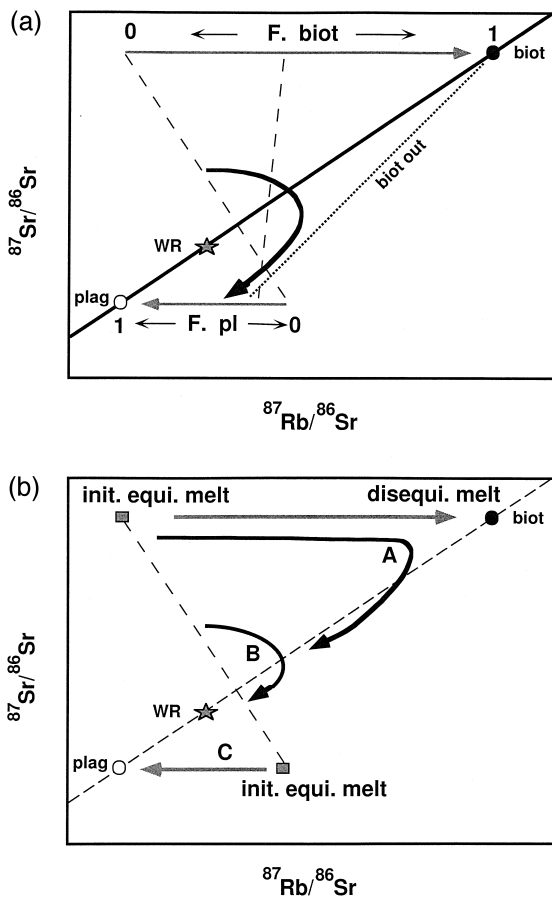 (a)
0 F. biot 1
biot
biot out
WR
plag
1 F. pl 0
⁸⁷Sr/⁸⁶Sr
⁸⁷Rb/⁸⁶Sr
(b)
init. equi. melt disequi. melt
biot
A
B
WR
C
plag
init. equi. melt
⁸⁷Sr/⁸⁶Sr
⁸⁷Rb/⁸⁶Sr